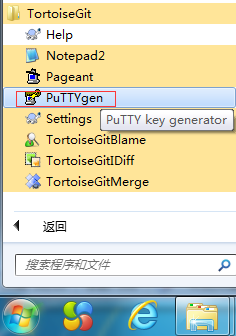 TortoiseGit
Help
Notepad2
Pageant
PuTTYgen
Settings
PuTTY key generator
TortoiseGitBlame
TortoiseGitIDiff
TortoiseGitMerge
返回
搜索程序和文件